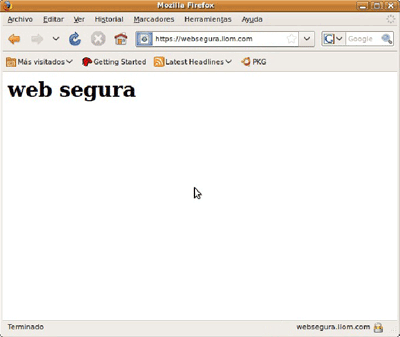 Mozilla Firefox
Archivo Editar Ver Historial Marcadores Herramientas Ayuda
https://websegura.llom.com Google
Más visitados Getting Started Latest Headlines PKG
web segura
Terminado websegura.llom.com